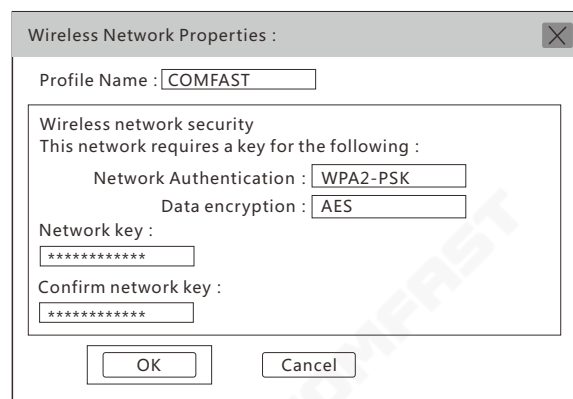 Wireless Network Properties :
Profile Name : COMFAST
Wireless network security
This network requires a key for the following :
Network Authentication : WPA2-PSK
Data encryption : AES
Network key :
************
Confirm network key :
************
OK Cancel
COMFAST